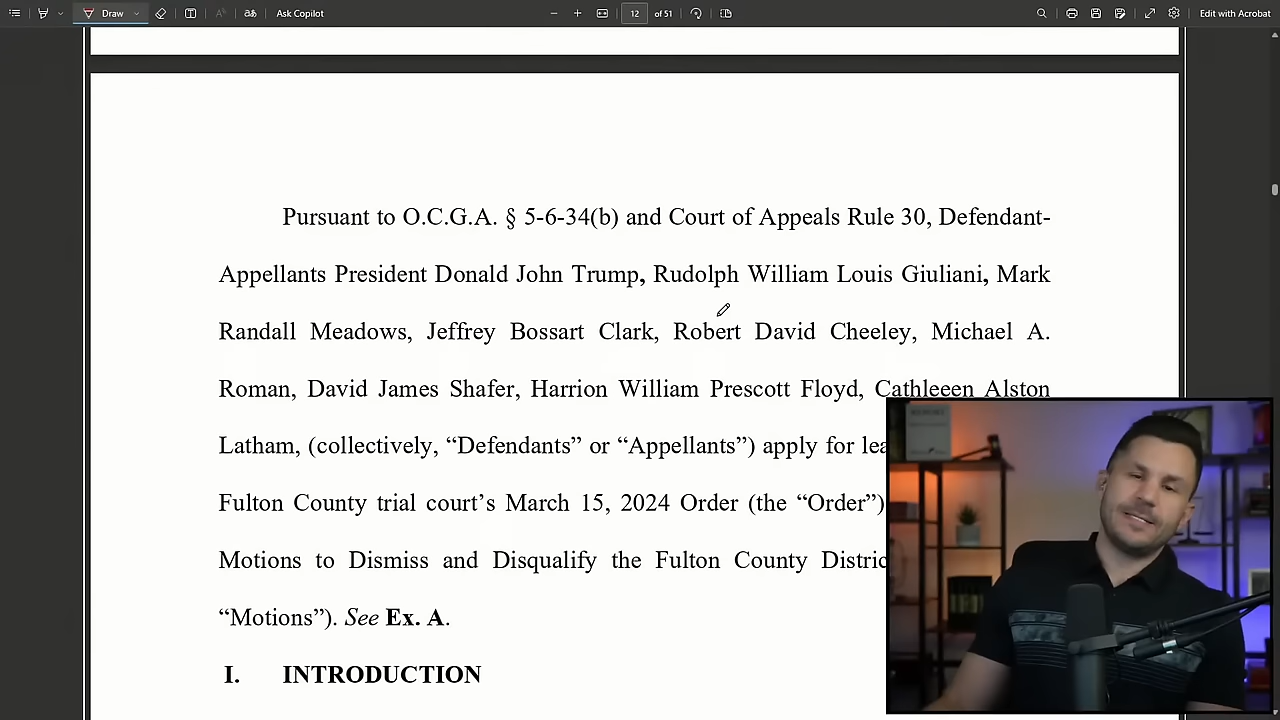 Draw
Ask Copilot
12 of 51
Edit with Acrobat
Pursuant to O.C.G.A. § 5-6-34(b) and Court of Appeals Rule 30, Defendant-
Appellants President Donald John Trump, Rudolph William Louis Giuliani, Mark
Randall Meadows, Jeffrey Bossart Clark, Robert David Cheeley, Michael A.
Roman, David James Shafer, Harrion William Prescott Floyd, Cathleeen Alston
Latham, (collectively, “Defendants” or “Appellants”) apply for lea
Fulton County trial court’s March 15, 2024 Order (the “Order”)
Motions to Dismiss and Disqualify the Fulton County Distric
“Motions”). See Ex. A.
I. INTRODUCTION